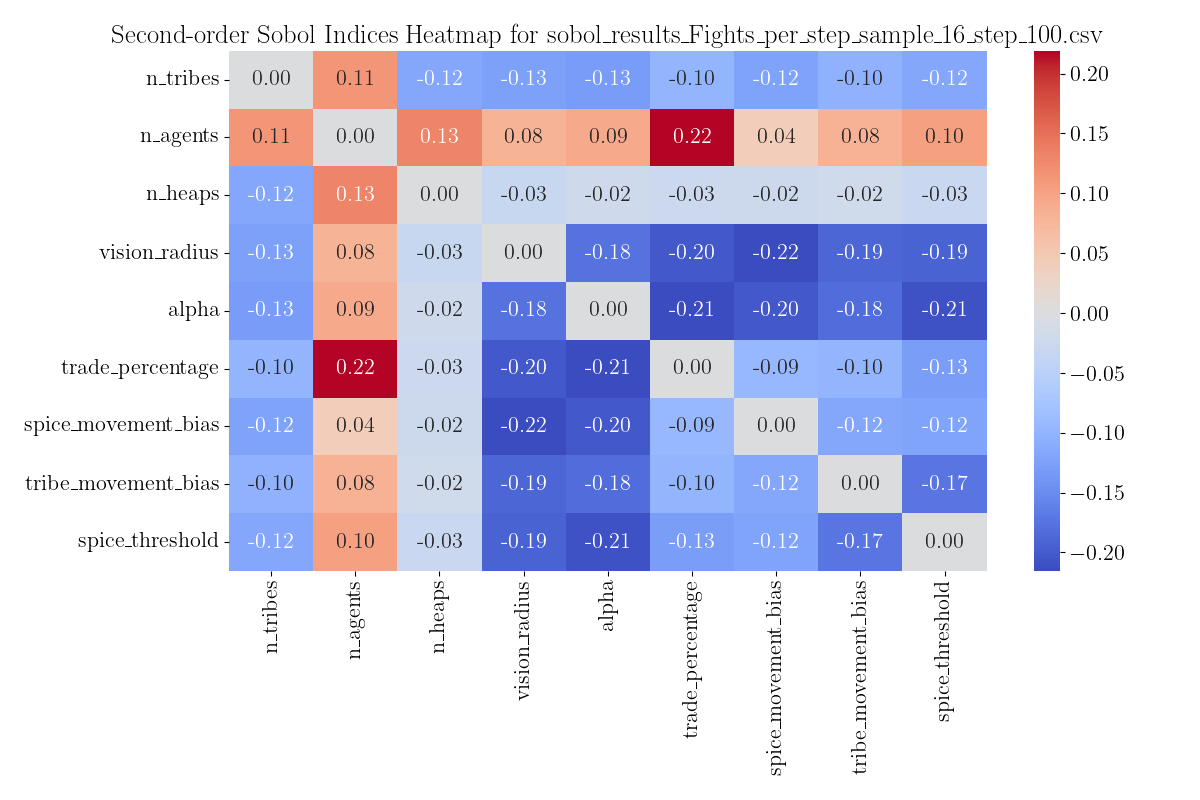 Second-order Sobol Indices Heatmap for sobol_results_Fights_per_step_sample_16_step_100.csv
n_tribes 0.00 0.11 -0.12 -0.13 -0.13 -0.10 -0.12 -0.10 -0.12
n_agents 0.11 0.00 0.13 0.08 0.09 0.22 0.04 0.08 0.10
n_heaps -0.12 0.13 0.00 -0.03 -0.02 -0.03 -0.02 -0.02 -0.03
vision_radius -0.13 0.08 -0.03 0.00 -0.18 -0.20 -0.22 -0.19 -0.19
alpha -0.13 0.09 -0.02 -0.18 0.00 -0.21 -0.20 -0.18 -0.21
trade_percentage -0.10 0.22 -0.03 -0.20 -0.21 0.00 -0.09 -0.10 -0.13
spice_movement_bias -0.12 0.04 -0.02 -0.22 -0.20 -0.09 0.00 -0.12 -0.12
tribe_movement_bias -0.10 0.08 -0.02 -0.19 -0.18 -0.10 -0.12 0.00 -0.17
spice_threshold -0.12 0.10 -0.03 -0.19 -0.21 -0.13 -0.12 -0.17 0.00
n_tribes
n_agents
n_heaps
vision_radius
alpha
trade_percentage
spice_movement_bias
tribe_movement_bias
spice_threshold
0.20
0.15
0.10
0.05
0.00
−0.05
−0.10
−0.15
−0.20